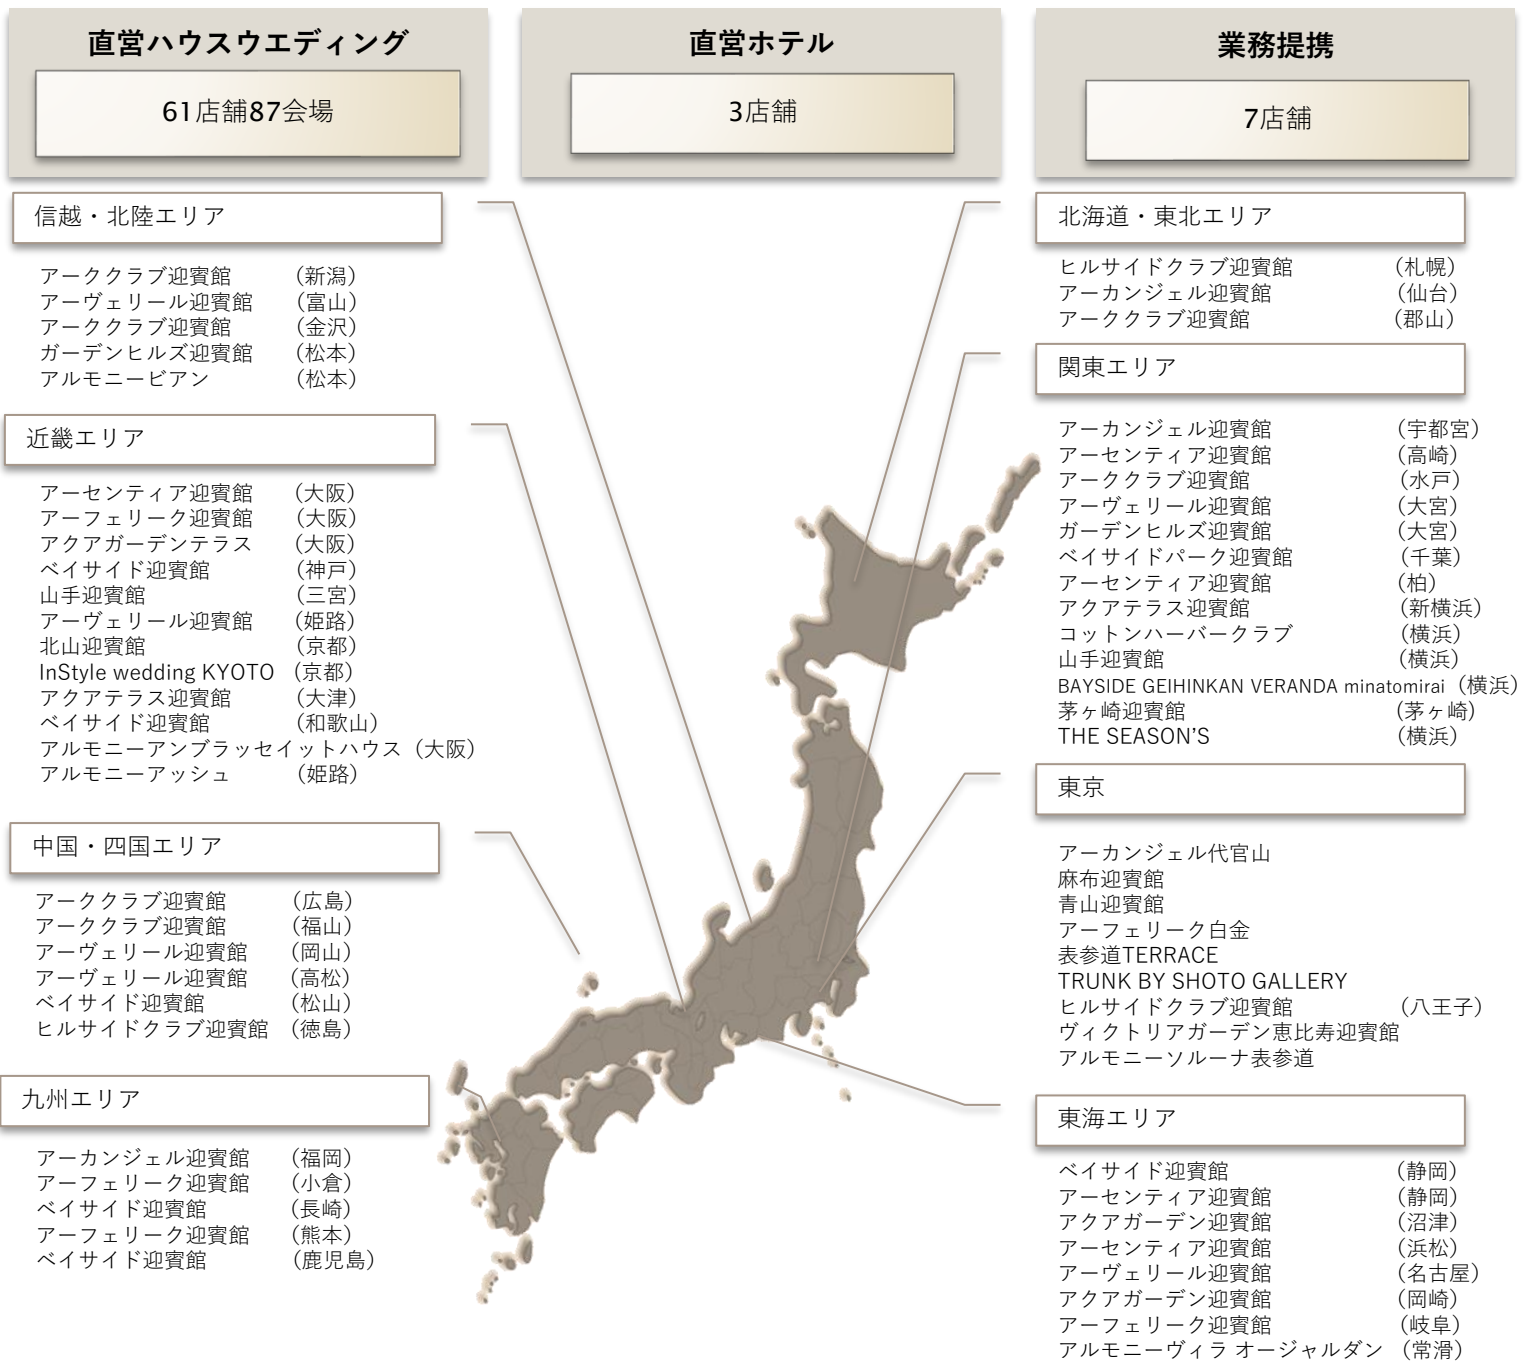 直営ハウスウエディング
61店舗87会場
直営ホテル
3店舗
業務提携
7店舗
信越・北陸エリア
アーククラブ迎賓館 （新潟）
アーヴェリール迎賓館 （富山）
アーククラブ迎賓館 （金沢）
ガーデンヒルズ迎賓館 （松本）
アルモニービアン （松本）
近畿エリア
アーセンティア迎賓館 （大阪）
アーフェリーク迎賓館 （大阪）
アクアガーデンテラス （大阪）
ベイサイド迎賓館 （神戸）
山手迎賓館 （三宮）
アーヴェリール迎賓館 （姫路）
北山迎賓館 （京都）
InStyle wedding KYOTO （京都）
アクアテラス迎賓館 （大津）
ベイサイド迎賓館 （和歌山）
アルモニーアンブラッセイットハウス（大阪）
アルモニーアッシュ （姫路）
中国・四国エリア
アーククラブ迎賓館 （広島）
アーククラブ迎賓館 （福山）
アーヴェリール迎賓館 （岡山）
アーヴェリール迎賓館 （高松）
ベイサイド迎賓館 （松山）
ヒルサイドクラブ迎賓館 （徳島）
九州エリア
アーカンジェル迎賓館 （福岡）
アーフェリーク迎賓館 （小倉）
ベイサイド迎賓館 （長崎）
アーフェリーク迎賓館 （熊本）
ベイサイド迎賓館 （鹿児島）
北海道・東北エリア
ヒルサイドクラブ迎賓館 （札幌）
アーカンジェル迎賓館 （仙台）
アーククラブ迎賓館 （郡山）
関東エリア
アーカンジェル迎賓館 （宇都宮）
アーセンティア迎賓館 （高崎）
アーククラブ迎賓館 （水戸）
アーヴェリール迎賓館 （大宮）
ガーデンヒルズ迎賓館 （大宮）
ベイサイドパーク迎賓館 （千葉）
アーセンティア迎賓館 （柏）
アクアテラス迎賓館 （新横浜）
コットンハーバークラブ （横浜）
山手迎賓館 （横浜）
BAYSIDE GEIHINKAN VERANDA minatomirai（横浜）
茅ヶ崎迎賓館 （茅ヶ崎）
THE SEASON’S （横浜）
東京
アーカンジェル代官山
麻布迎賓館
青山迎賓館
アーフェリーク白金
表参道TERRACE
TRUNK BY SHOTO GALLERY
ヒルサイドクラブ迎賓館 （八王子）
ヴィクトリアガーデン恵比寿迎賓館
アルモニーソルーナ表参道
東海エリア
ベイサイド迎賓館 （静岡）
アーセンティア迎賓館 （静岡）
アクアガーデン迎賓館 （沼津）
アーセンティア迎賓館 （浜松）
アーヴェリール迎賓館 （名古屋）
アクアガーデン迎賓館 （岡崎）
アーフェリーク迎賓館 （岐阜）
アルモニーヴィラ オージャルダン （常滑）